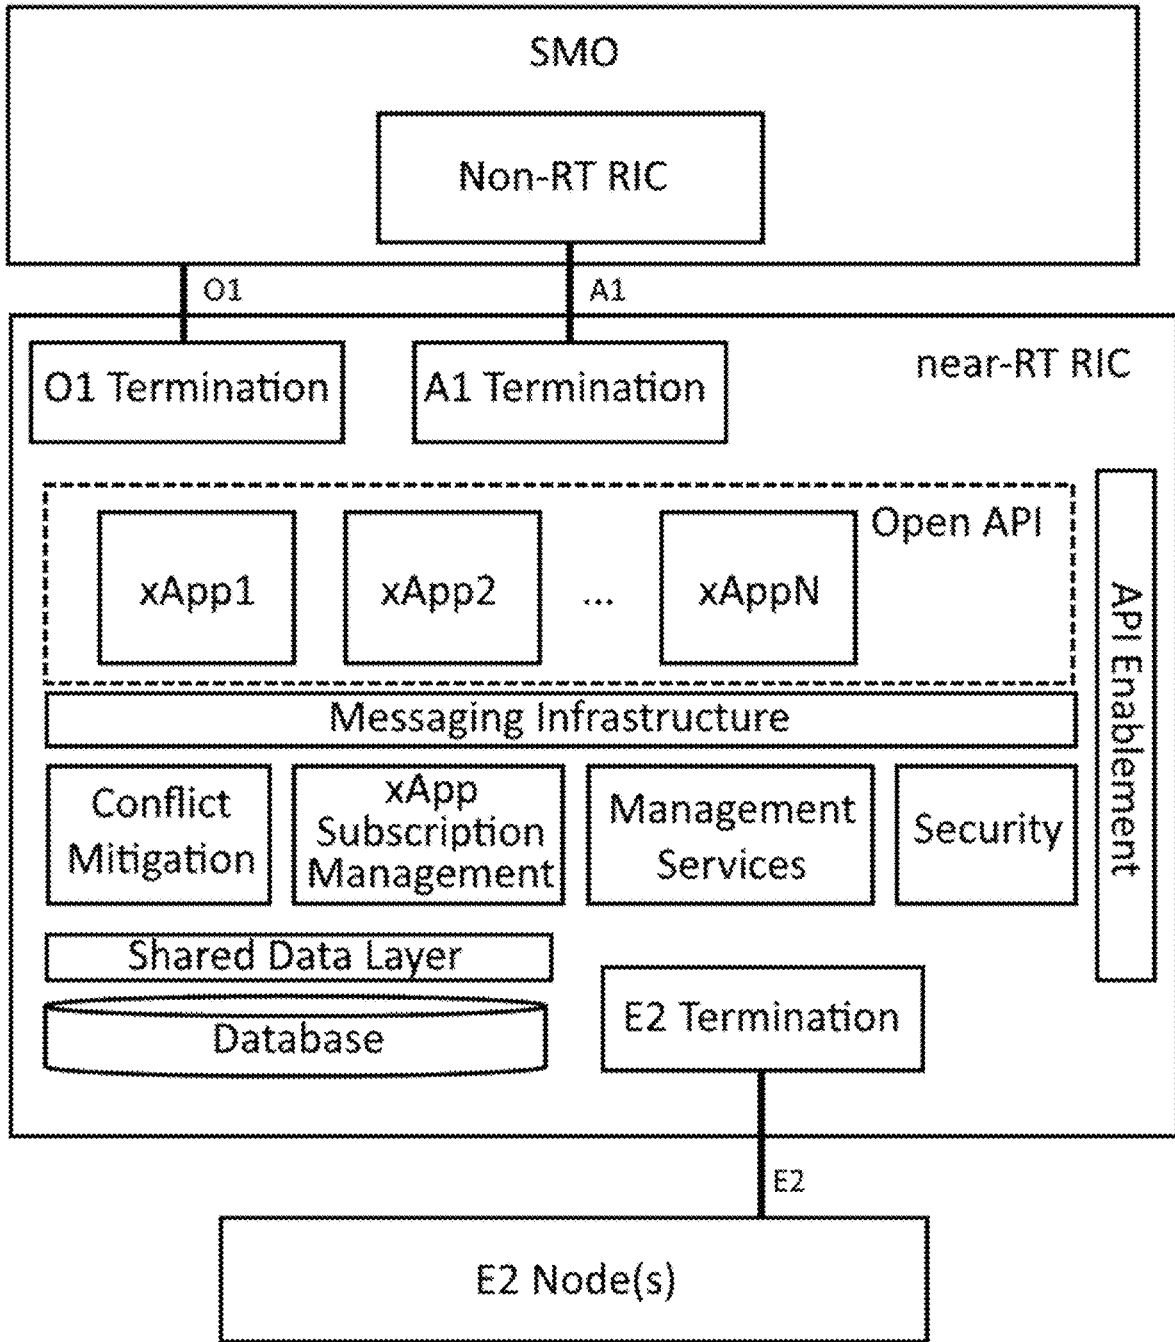 SMO
Non-RT RIC
O1
A1
near-RT RIC
O1 Termination
A1 Termination
Open API
xApp1
xApp2
...
xAppN
API Enablement
Messaging Infrastructure
Conflict
Mitigation
xApp
Subscription
Management
Management
Services
Security
Shared Data Layer
Database
E2 Termination
E2
E2 Node(s)